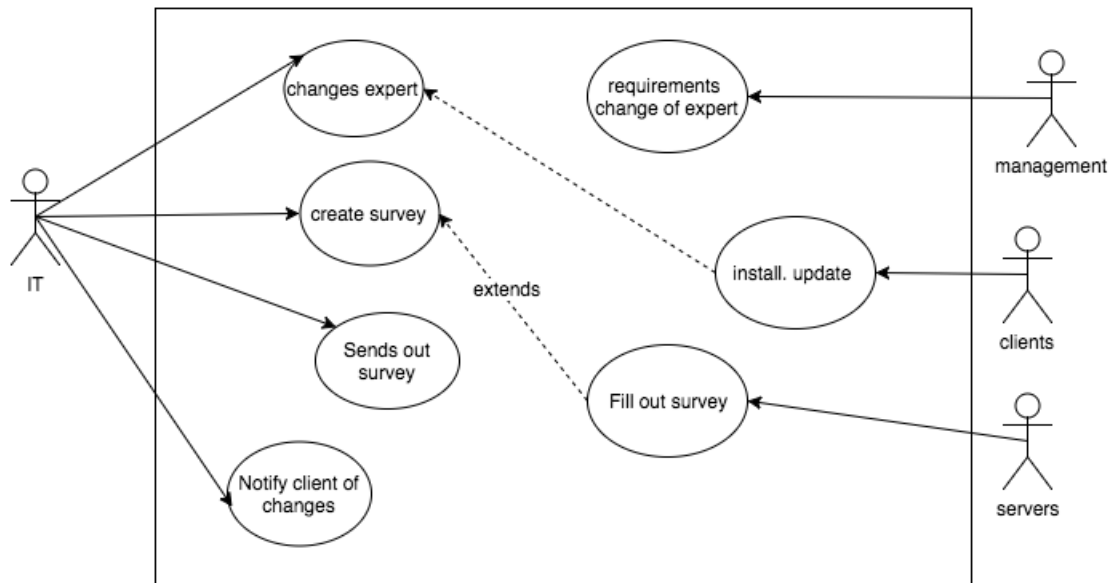 changes expert
requirements
change of expert
management
create survey
IT
install. update
extends
clients
Sends out
survey
Fill out survey
Notify client of
changes
servers